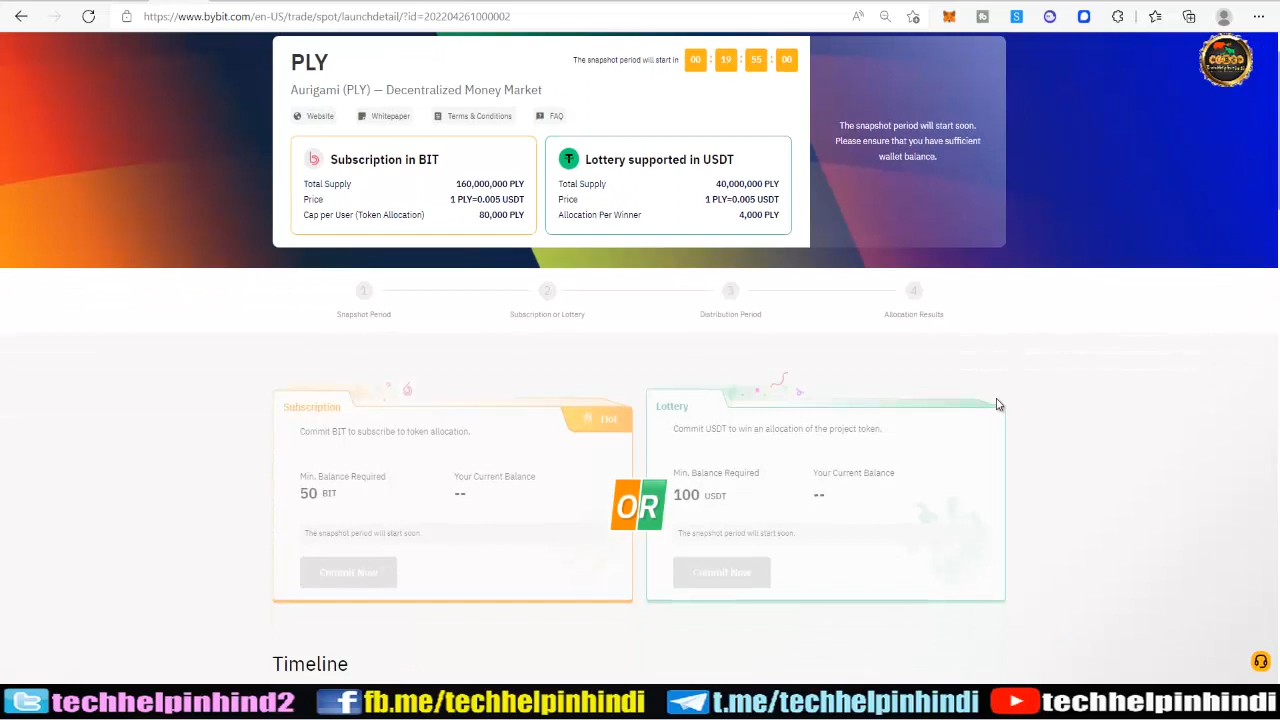 https://www.bybit.com/en-US/trade/spot/launchdetail/?id=202204261000002
PLY
The snapshot period will start in 00 : 19 : 55 : 00
Aurigami (PLY) — Decentralized Money Market
Website Whitepaper Terms & Conditions FAQ
The snapshot period will start soon.
Please ensure that you have sufficient
wallet balance.
Subscription in BIT
Total Supply 160,000,000 PLY
Price 1 PLY=0.005 USDT
Cap per User (Token Allocation) 80,000 PLY
Lottery supported in USDT
Total Supply 40,000,000 PLY
Price 1 PLY=0.005 USDT
Allocation Per Winner 4,000 PLY
1 2 3 4
Snapshot Period Subscription or Lottery Distribution Period Allocation Results
Subscription
Hot
Commit BIT to subscribe to token allocation.
Min. Balance Required Your Current Balance
50 BIT --
The snapshot period will start soon.
Commit Now
OR
Lottery
Commit USDT to win an allocation of the project token.
Min. Balance Required Your Current Balance
100 USDT --
The snapshot period will start soon.
Commit Now
Timeline
techhelpinhind2 fb.me/techhelpinhindi t.me/techhelpinhindi techhelpinhindi